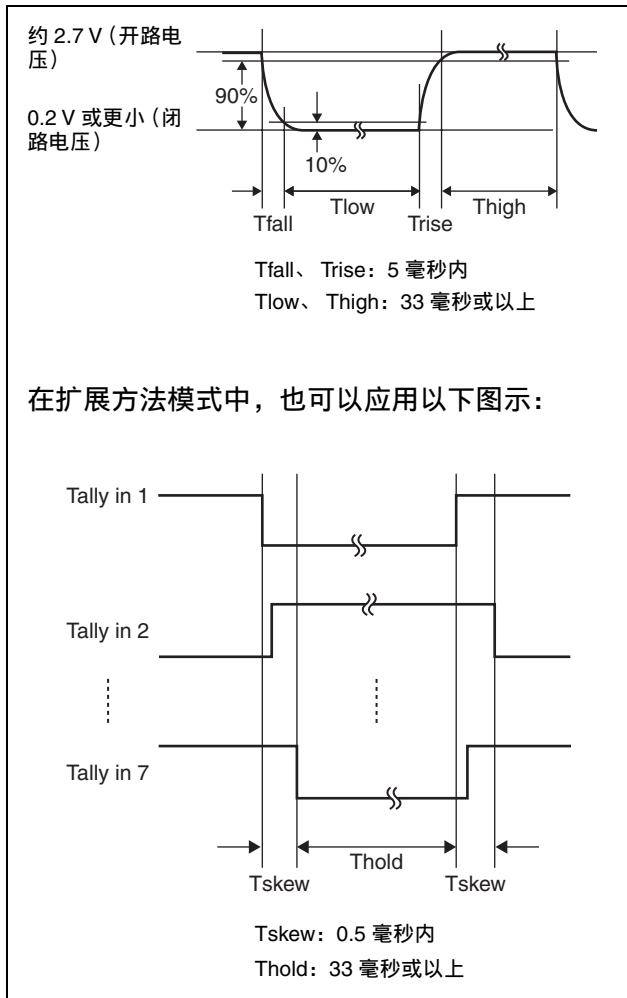 约 2.7 V（开路电
压）
90%
0.2 V 或更小（闭
路电压）
10%
Tlow
Thigh
Tfall
Trise
Tfall、 Trise：5 毫秒内
Tlow、 Thigh：33 毫秒或以上
在扩展方法模式中，也可以应用以下图示：
Tally in 1
Tally in 2
Tally in 7
Thold
Tskew
Tskew
Tskew：0.5 毫秒内
Thold：33 毫秒或以上